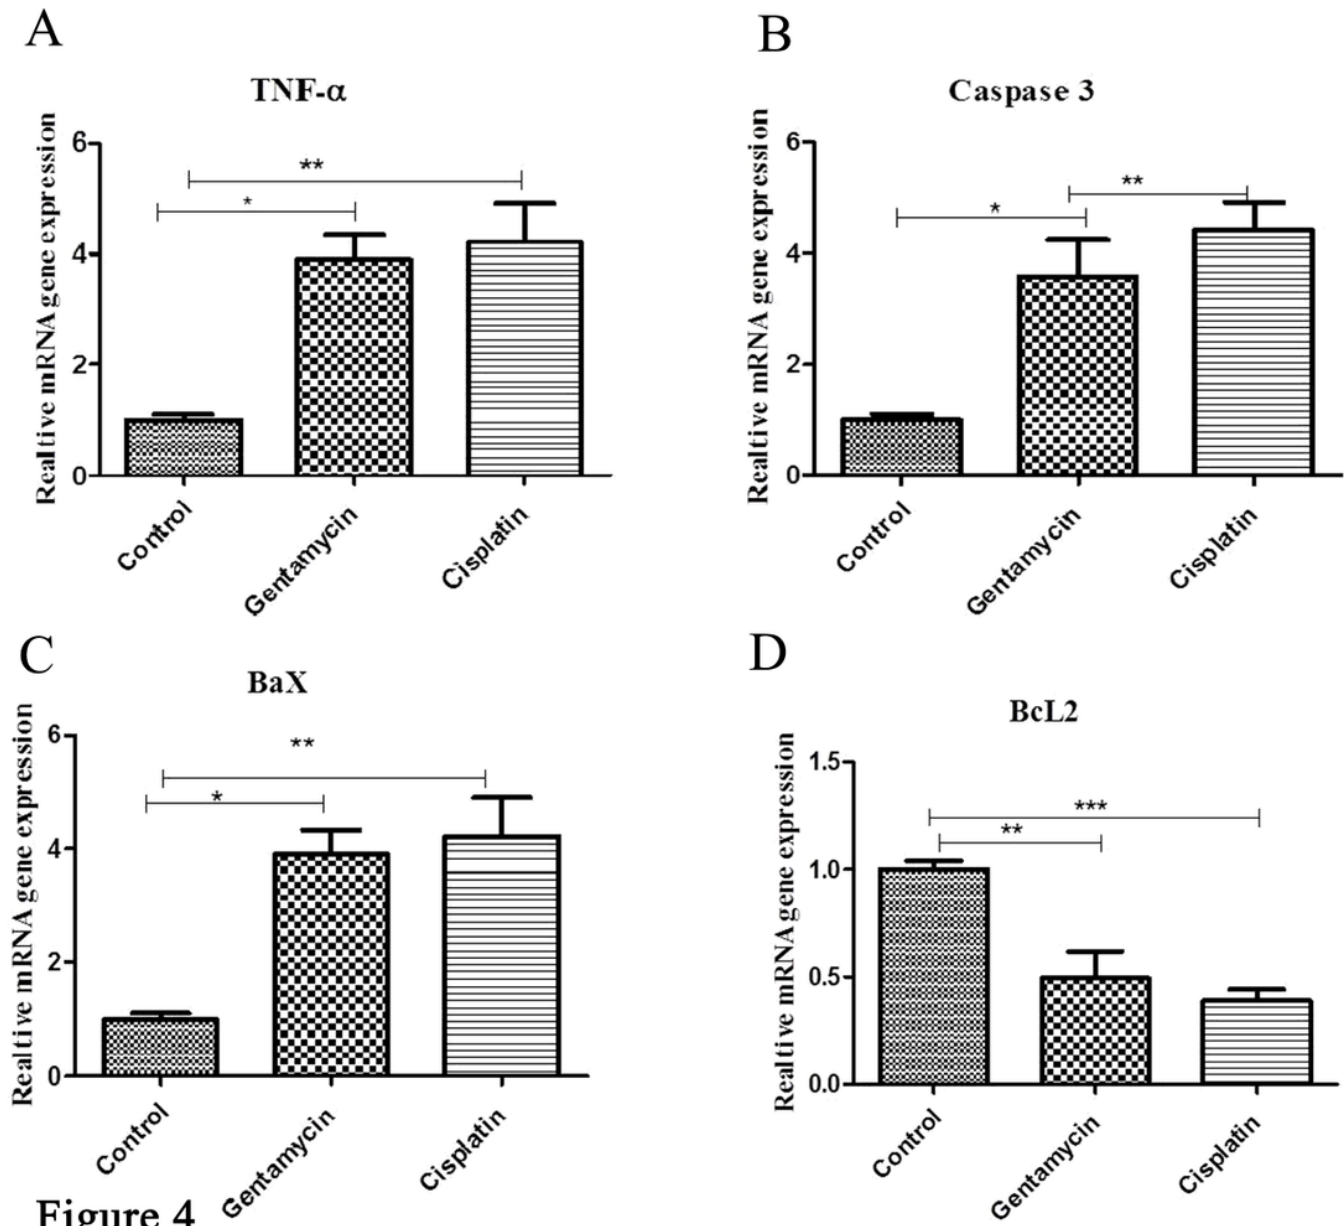 A
TNF-α
Realtive mRNA gene expression
6
4
2
0
**
*
Control
Gentamycin
Cisplatin
B
Caspase 3
Realtive mRNA gene expression
6
4
2
0
**
*
Control
Gentamycin
Cisplatin
C
BaX
Realtive mRNA gene expression
6
4
2
0
**
*
Control
Gentamycin
Cisplatin
D
BcL2
Realtive mRNA gene expression
1.5
1.0
0.5
0.0
***
**
Control
Gentamycin
Cisplatin
Figure 4